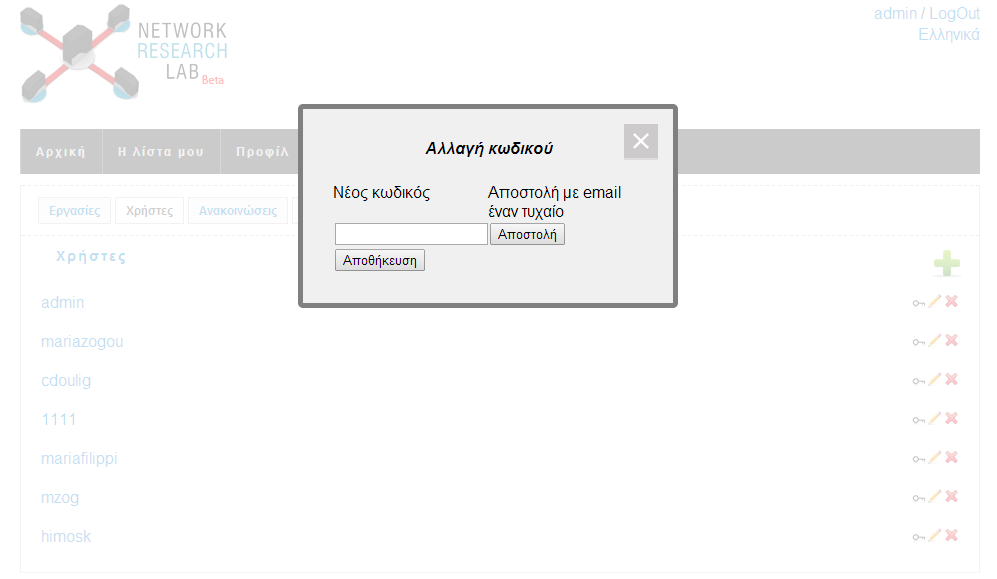 NETWORK
RESEARCH
LAB Beta
admin / LogOut
Ελληνικά
Αρχική Η λίστα μου Προφίλ
Αλλαγή κωδικού
Νέος κωδικός
Αποστολή με email
έναν τυχαίο
Αποστολή
Αποθήκευση
Εργασίες Χρήστες Ανακοινώσεις
Χρήστες
admin
mariazogou
cdoulig
1111
mariafilippi
mzog
himosk